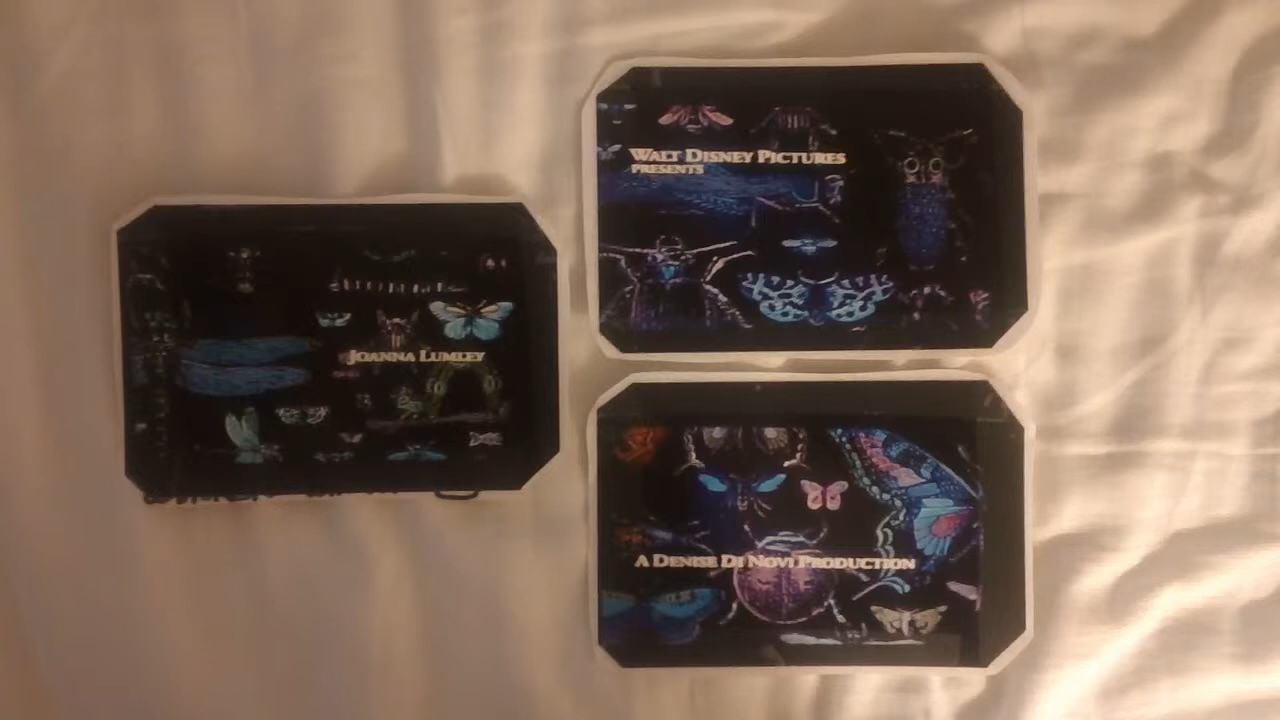 Joanna Lumley
Walt Disney Pictures
presents
A Denise Di Novi Production